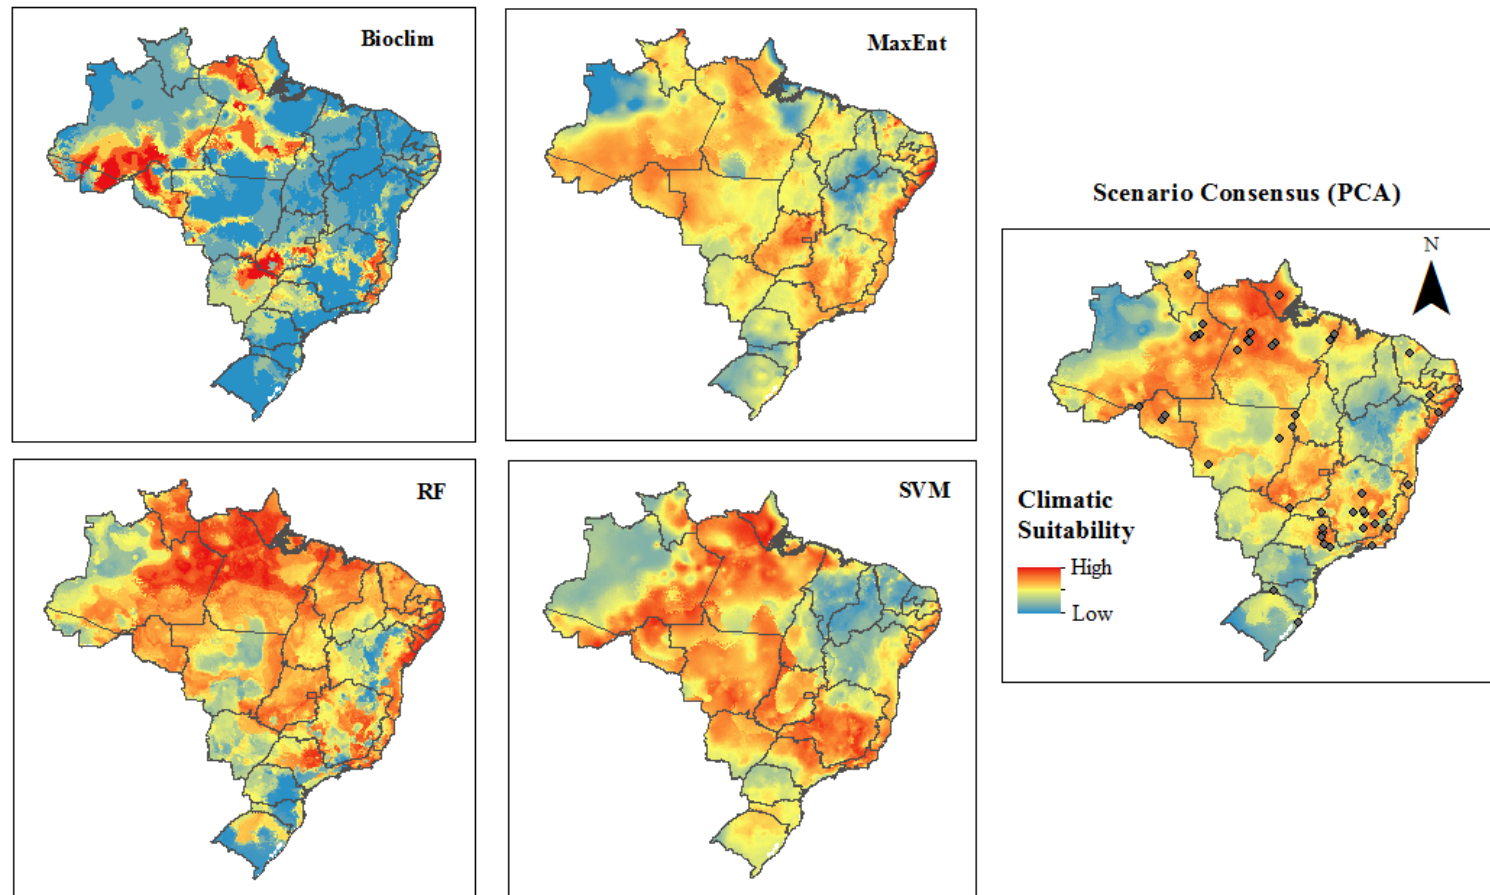 Bioclim
MaxEnt
Scenario Consensus (PCA)
N
Climatic
Suitability
High
Low
RF
SVM